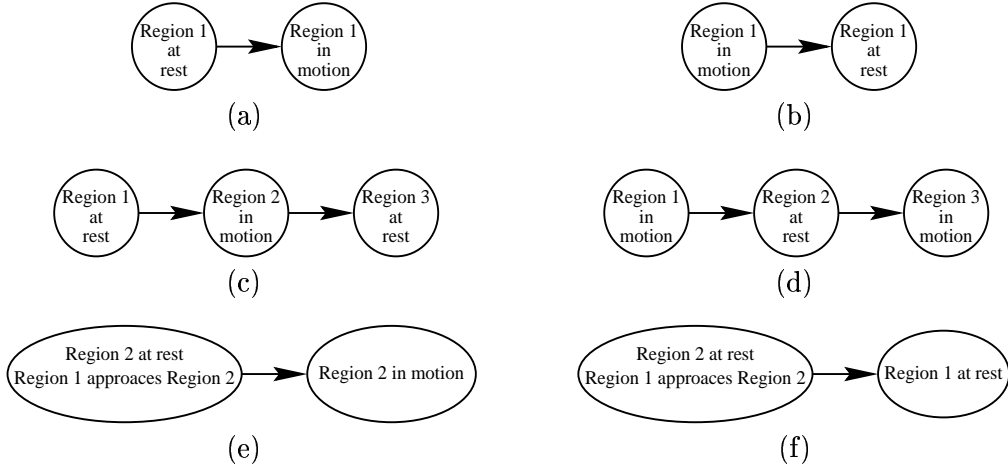 Region 1
at
rest
Region 1
in
motion
(a)
Region 1
in
motion
Region 1
at
rest
(b)
Region 1
at
rest
Region 2
in
motion
Region 3
at
rest
(c)
Region 1
in
motion
Region 2
at
rest
Region 3
in
motion
(d)
Region 2 at rest
Region 1 approaces Region 2
Region 2 in motion
(e)
Region 2 at rest
Region 1 approaces Region 2
Region 1 at rest
(f)